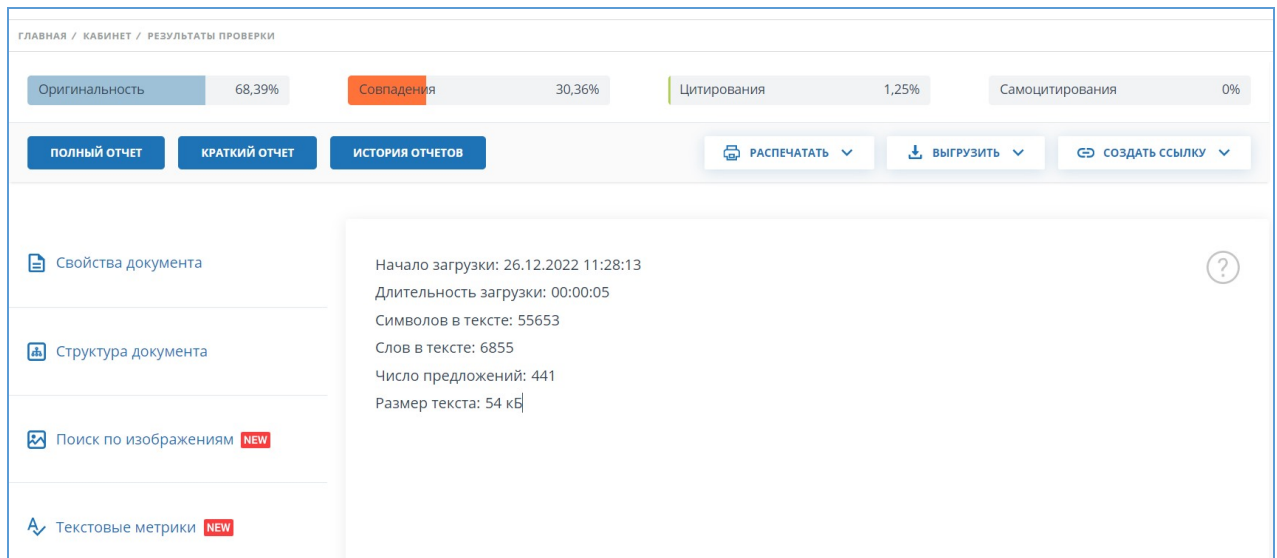 ГЛАВНАЯ / КАБИНЕТ / РЕЗУЛЬТАТЫ ПРОВЕРКИ
Оригинальность 68,39% Совпадения 30,36% Цитирования 1,25% Самоцитирования 0%
ПОЛНЫЙ ОТЧЕТ КРАТКИЙ ОТЧЕТ ИСТОРИЯ ОТЧЕТОВ РАСПЕЧАТАТЬ ВЫГРУЗИТЬ СОЗДАТЬ ССЫЛКУ
Свойства документа
Структура документа
Поиск по изображениям NEW
Текстовые метрики NEW
Начало загрузки: 26.12.2022 11:28:13
Длительность загрузки: 00:00:05
Символов в тексте: 55653
Слов в тексте: 6855
Число предложений: 441
Размер текста: 54 кБ
?